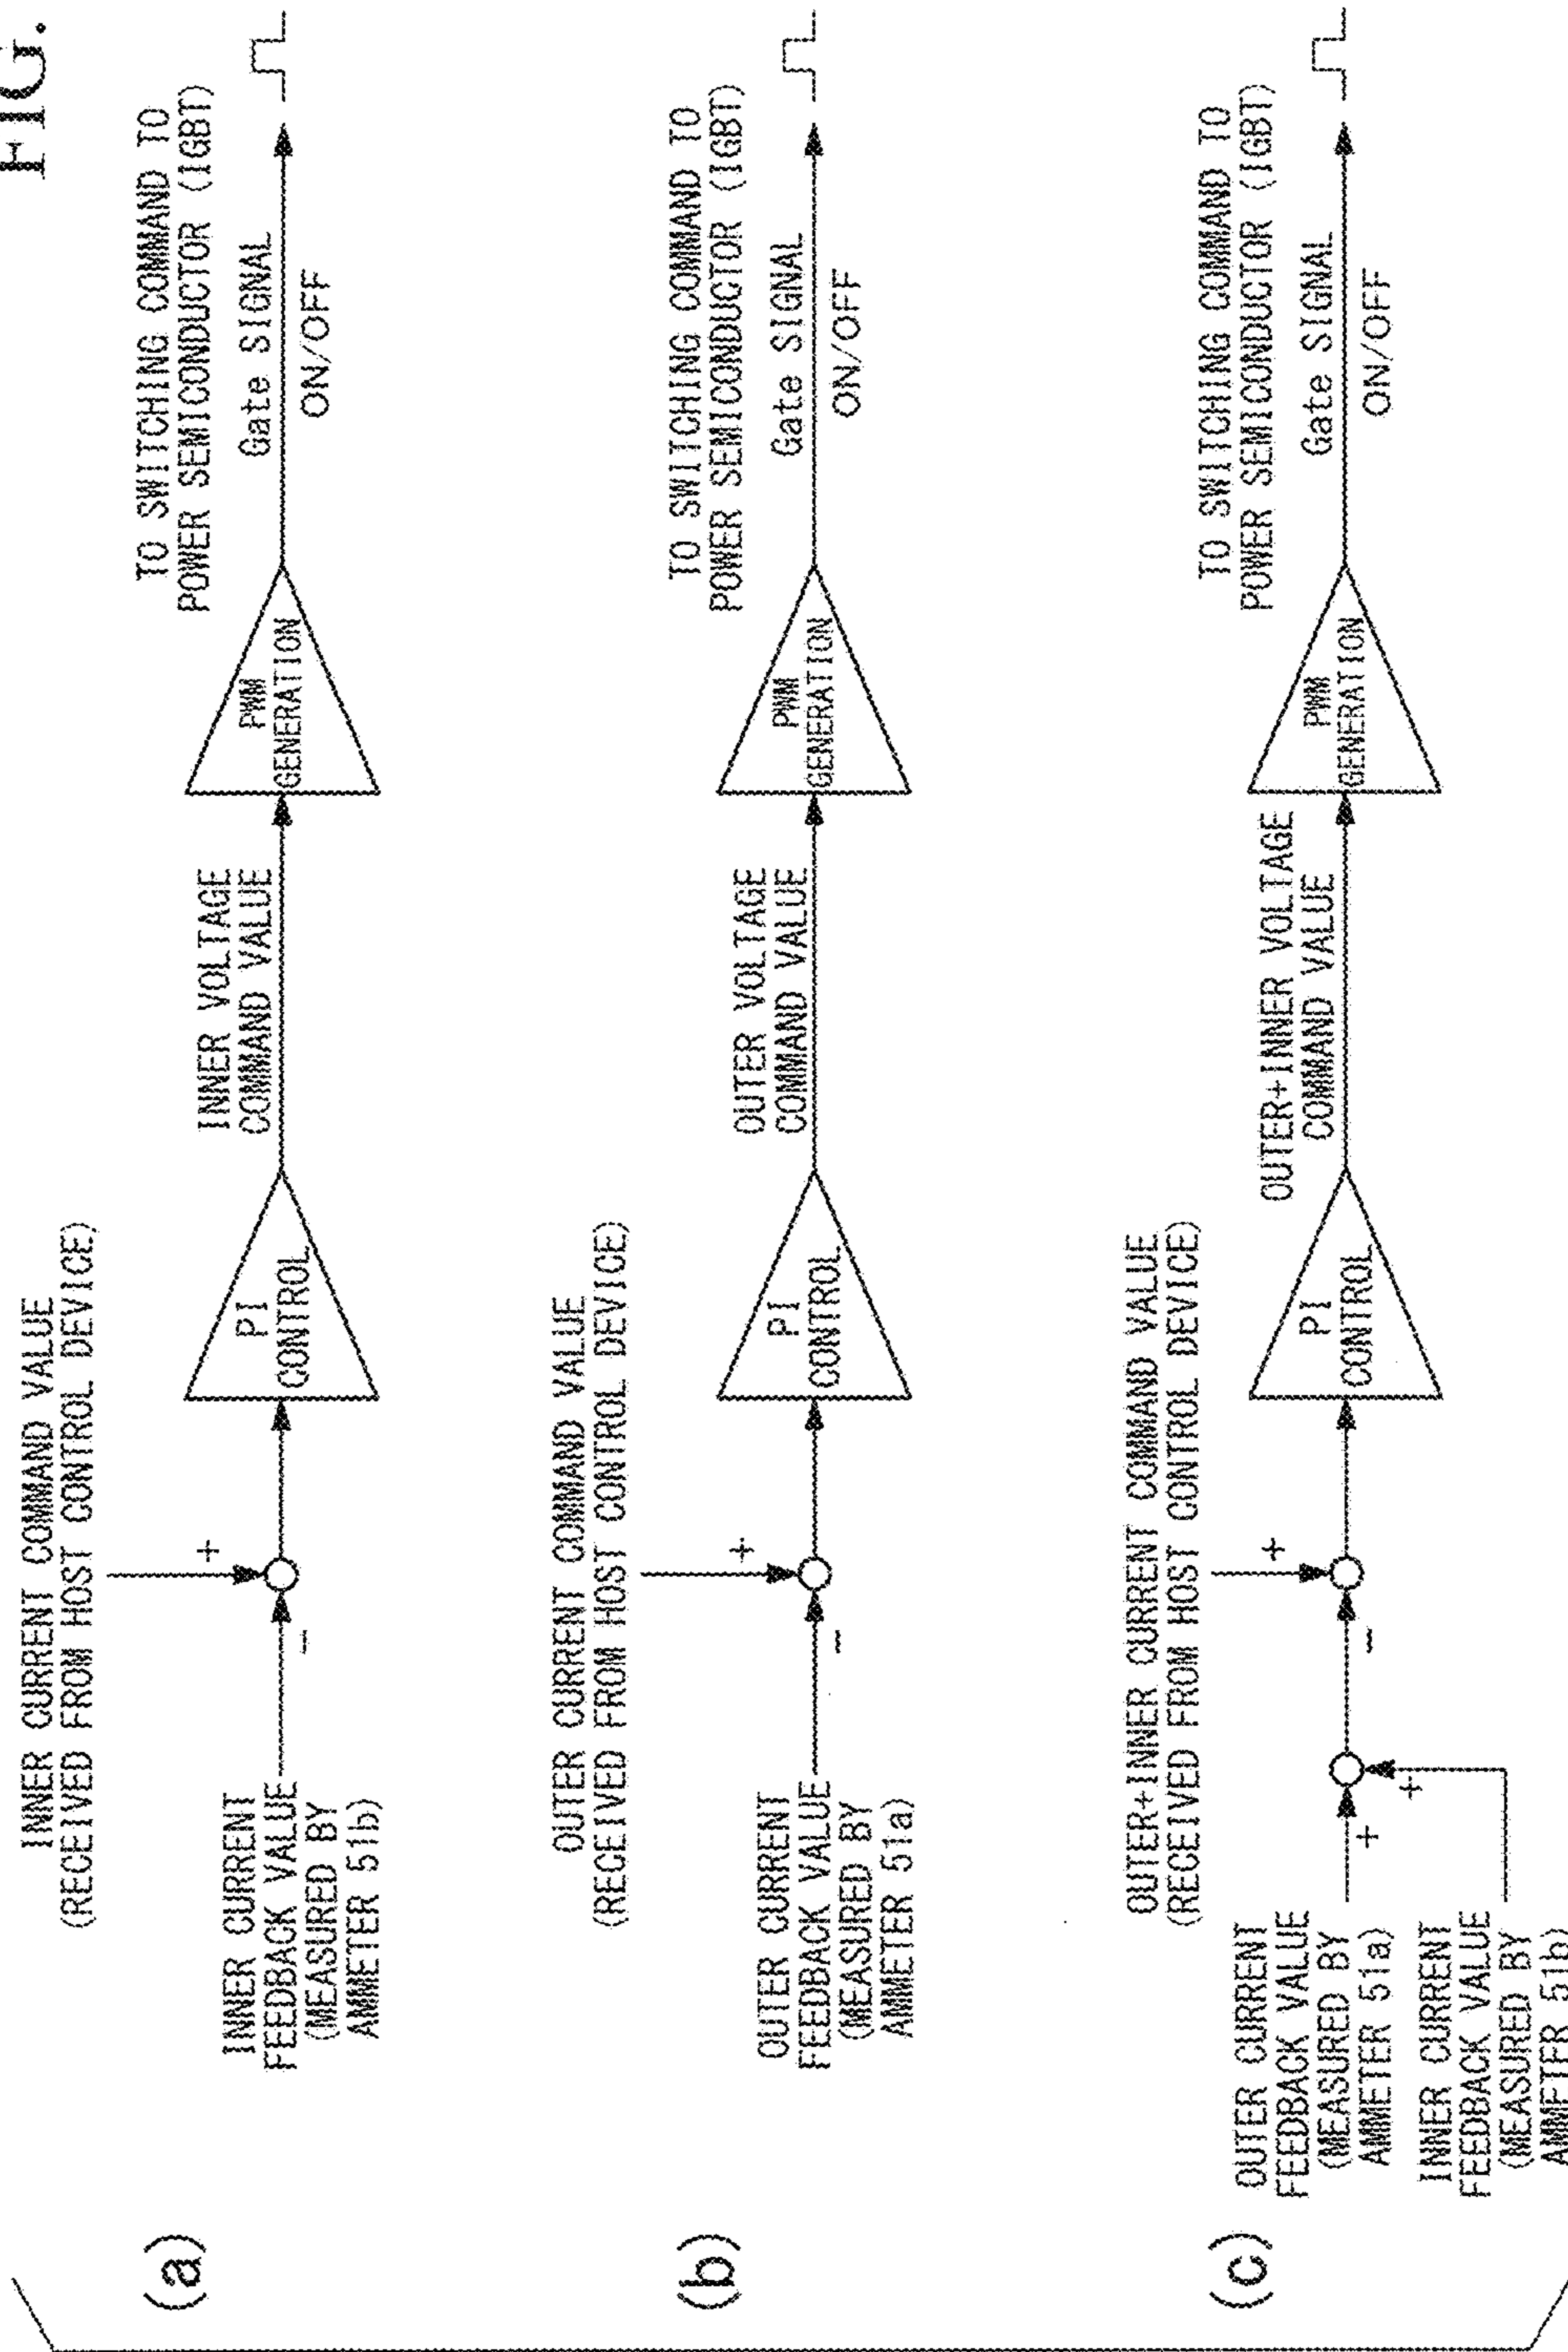 FIG.
(a)
INNER CURRENT COMMAND VALUE
(RECEIVED FROM HOST CONTROL DEVICE)
INNER CURRENT
FEEDBACK VALUE
(MEASURED BY
AMMETER 51b)
+
-
PI
CONTROL
INNER VOLTAGE
COMMAND VALUE
PWM
GENERATION
TO SWITCHING COMMAND TO
POWER SEMICONDUCTOR (IGBT)
Gate SIGNAL
ON/OFF
(b)
OUTER CURRENT COMMAND VALUE
(RECEIVED FROM HOST CONTROL DEVICE)
OUTER CURRENT
FEEDBACK VALUE
(MEASURED BY
AMMETER 51a)
+
-
PI
CONTROL
OUTER VOLTAGE
COMMAND VALUE
PWM
GENERATION
TO SWITCHING COMMAND TO
POWER SEMICONDUCTOR (IGBT)
Gate SIGNAL
ON/OFF
(c)
OUTER+INNER CURRENT COMMAND VALUE
(RECEIVED FROM HOST CONTROL DEVICE)
OUTER CURRENT
FEEDBACK VALUE
(MEASURED BY
AMMETER 51a)
INNER CURRENT
FEEDBACK VALUE
(MEASURED BY
AMMETER 51b)
+
+
+
-
PI
CONTROL
OUTER+INNER VOLTAGE
COMMAND VALUE
PWM
GENERATION
TO SWITCHING COMMAND TO
POWER SEMICONDUCTOR (IGBT)
Gate SIGNAL
ON/OFF